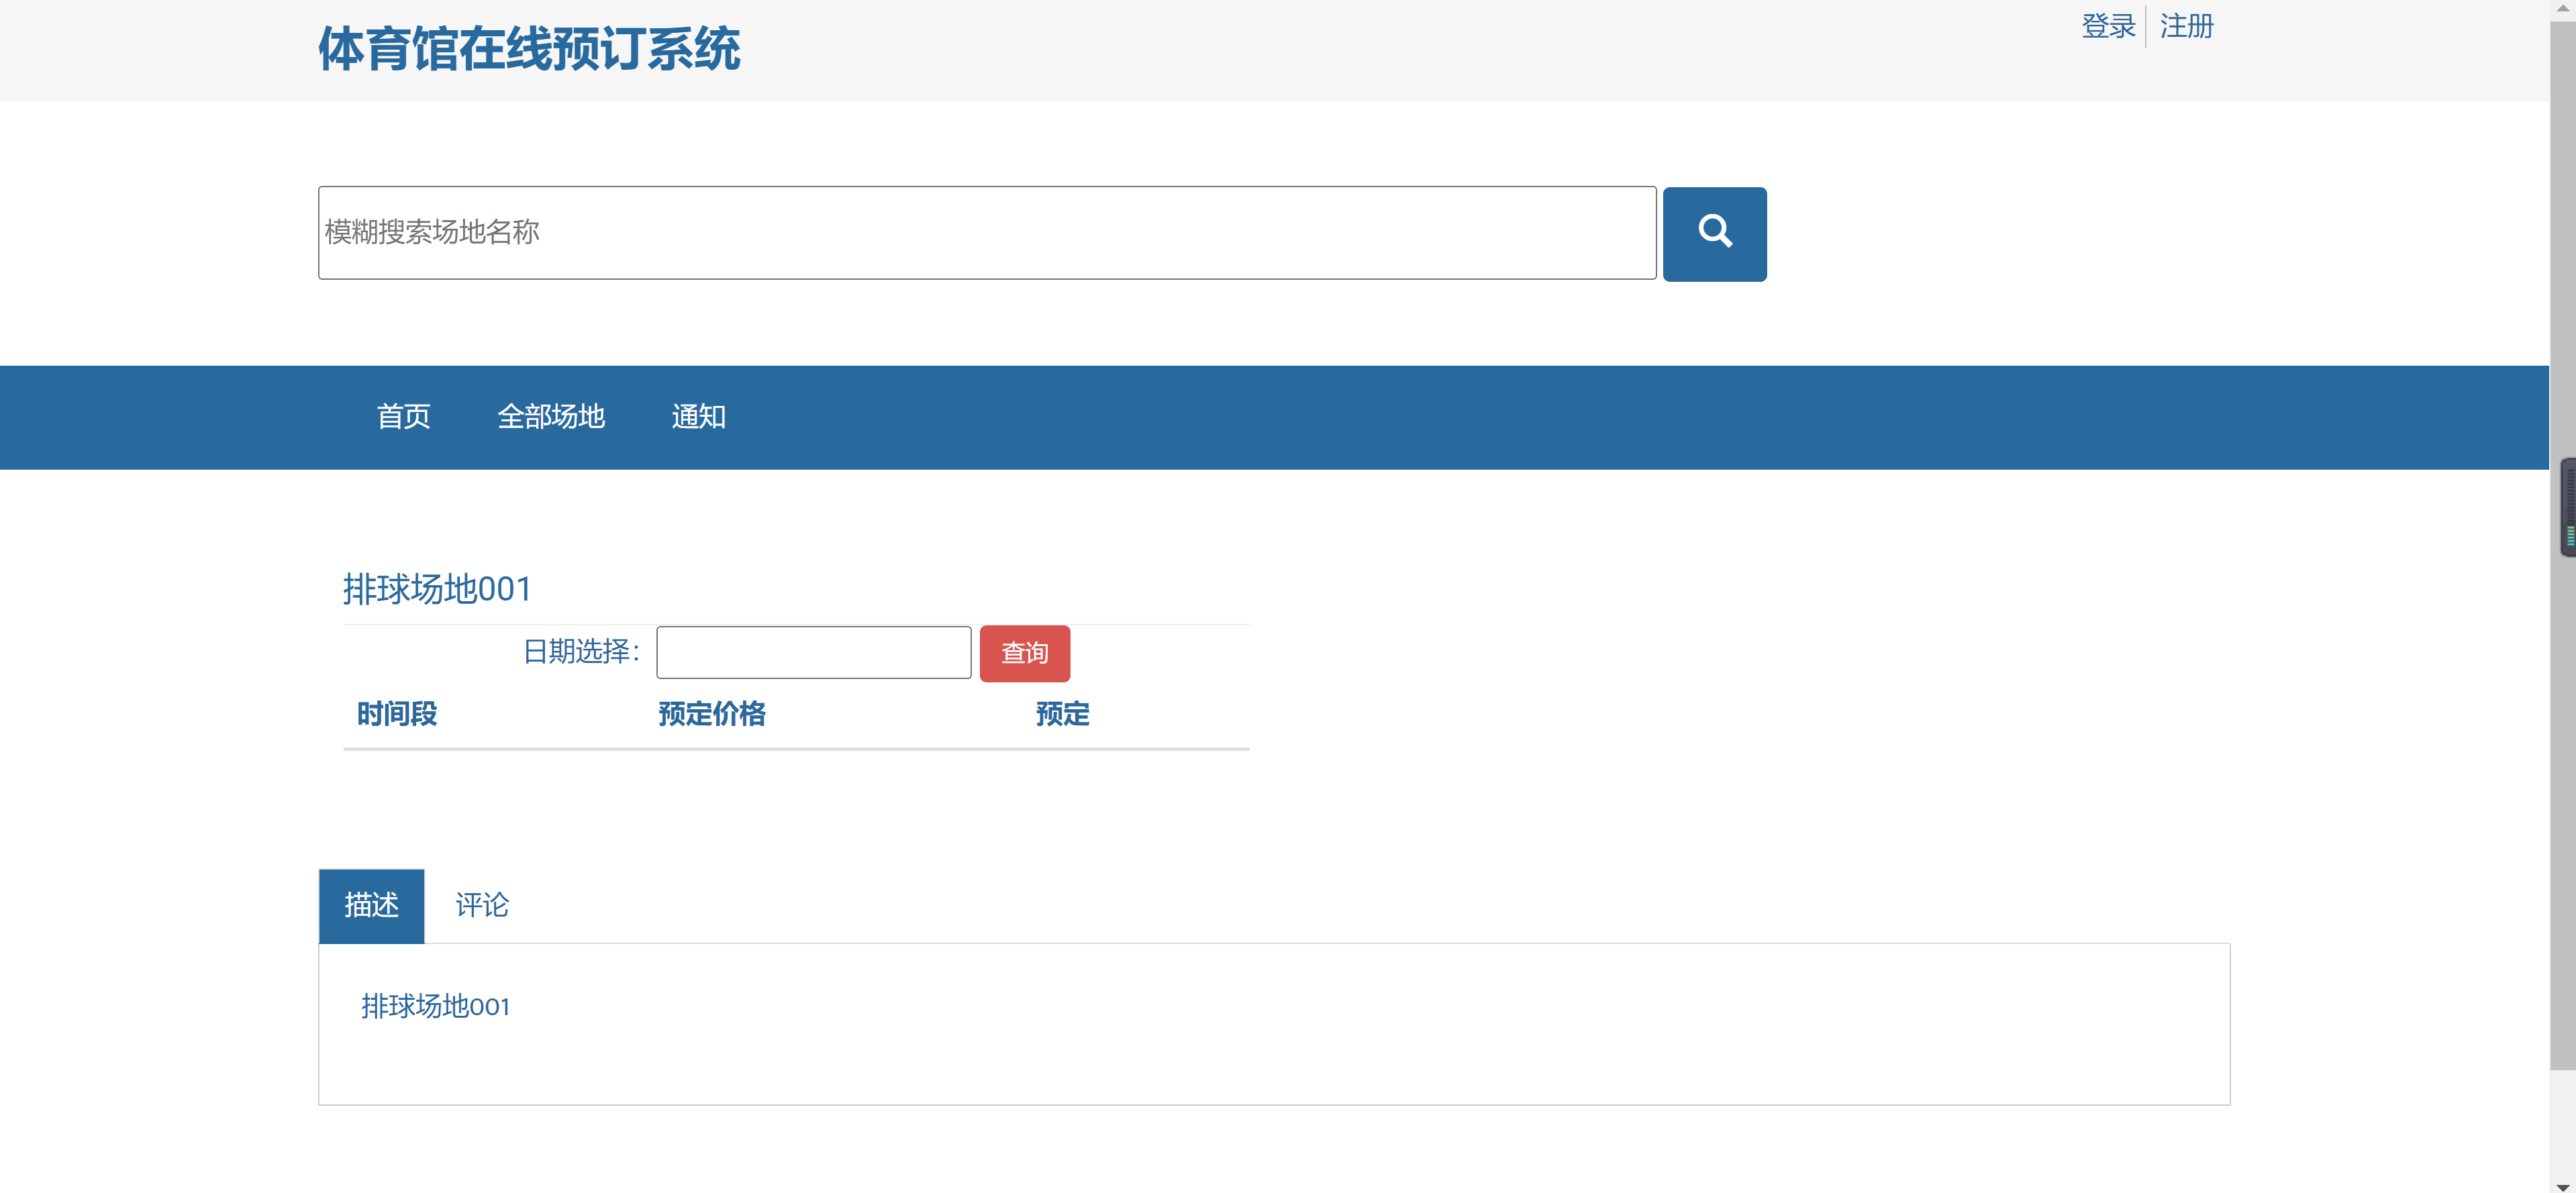 体育馆在线预订系统
登录 注册
模糊搜索场地名称
首页 全部场地 通知
排球场地001
日期选择： 查询
时间段 预定价格 预定
描述 评论
排球场地001